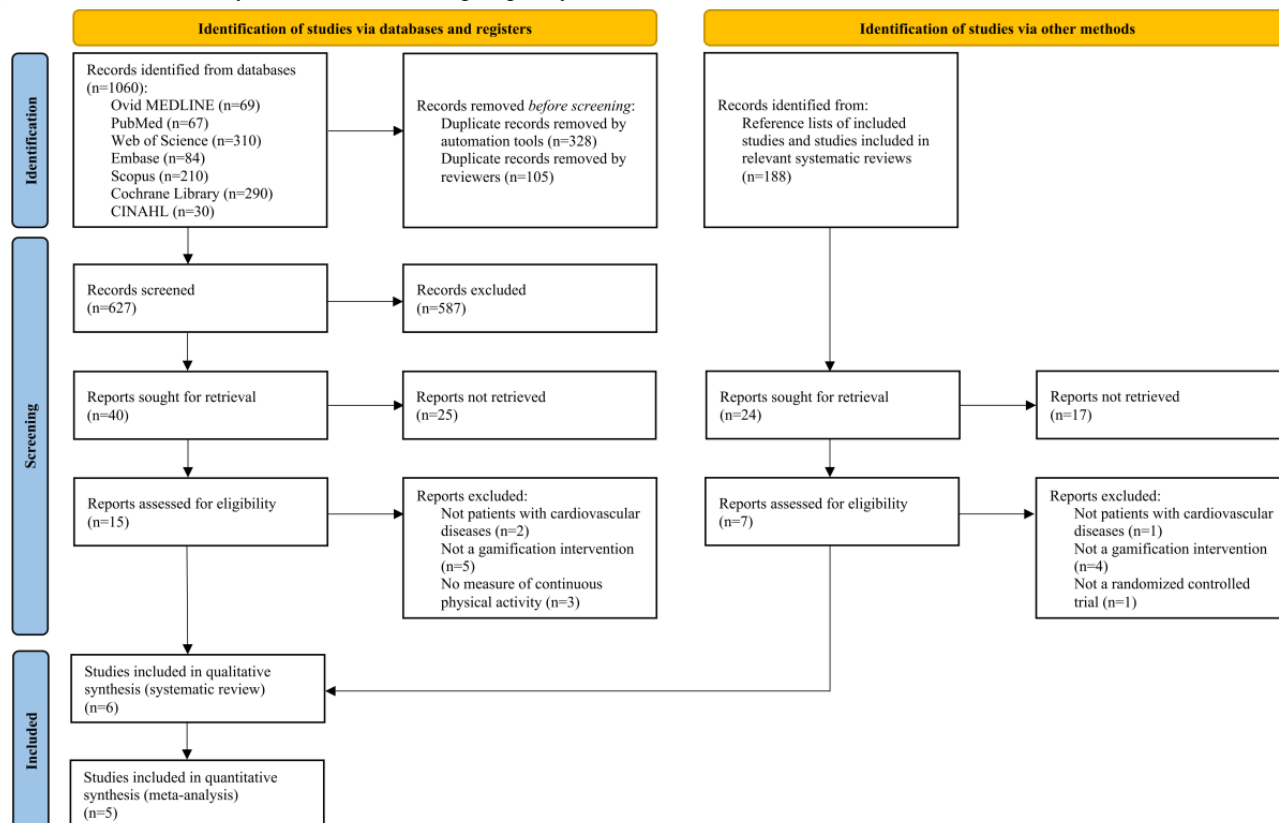 Identification of studies via databases and registers
Identification of studies via other methods
Identification
Records identified from databases
(n=1060):
Ovid MEDLINE (n=69)
PubMed (n=67)
Web of Science (n=310)
Embase (n=84)
Scopus (n=210)
Cochrane Library (n=290)
CINAHL (n=30)
Records removed before screening:
Duplicate records removed by
automation tools (n=328)
Duplicate records removed by
reviewers (n=105)
Records identified from:
Reference lists of included
studies and studies included in
relevant systematic reviews
(n=188)
Screening
Records screened
(n=627)
Records excluded
(n=587)
Reports sought for retrieval
(n=40)
Reports not retrieved
(n=25)
Reports sought for retrieval
(n=24)
Reports not retrieved
(n=17)
Reports assessed for eligibility
(n=15)
Reports excluded:
Not patients with cardiovascular
diseases (n=2)
Not a gamification intervention
(n=5)
No measure of continuous
physical activity (n=3)
Reports assessed for eligibility
(n=7)
Reports excluded:
Not patients with cardiovascular
diseases (n=1)
Not a gamification intervention
(n=4)
Not a randomized controlled
trial (n=1)
Included
Studies included in qualitative
synthesis (systematic review)
(n=6)
Studies included in quantitative
synthesis (meta-analysis)
(n=5)